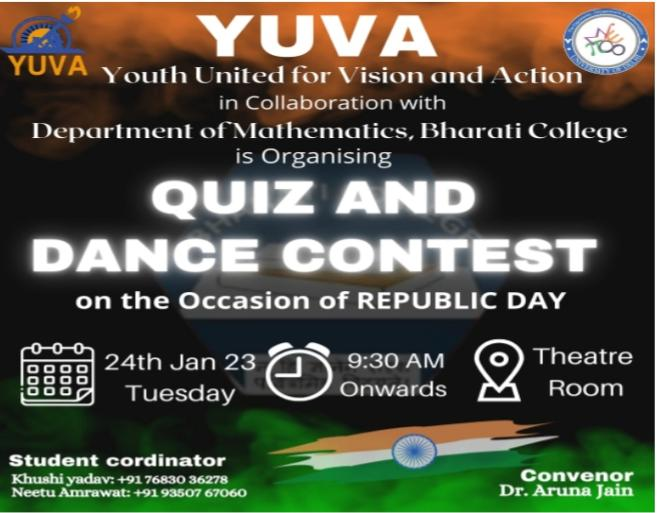 YUVA
YUVA
Youth United for Vision and Action
in Collaboration with
Department of Mathematics, Bharati College
is Organising
QUIZ AND
DANCE CONTEST
on the Occasion of REPUBLIC DAY
24th Jan 23
Tuesday
9:30 AM
Onwards
Theatre
Room
Student cordinator
Khushi yadav: +91 76830 36278
Neetu Amrawat: +91 93507 67060
Convenor
Dr. Aruna Jain